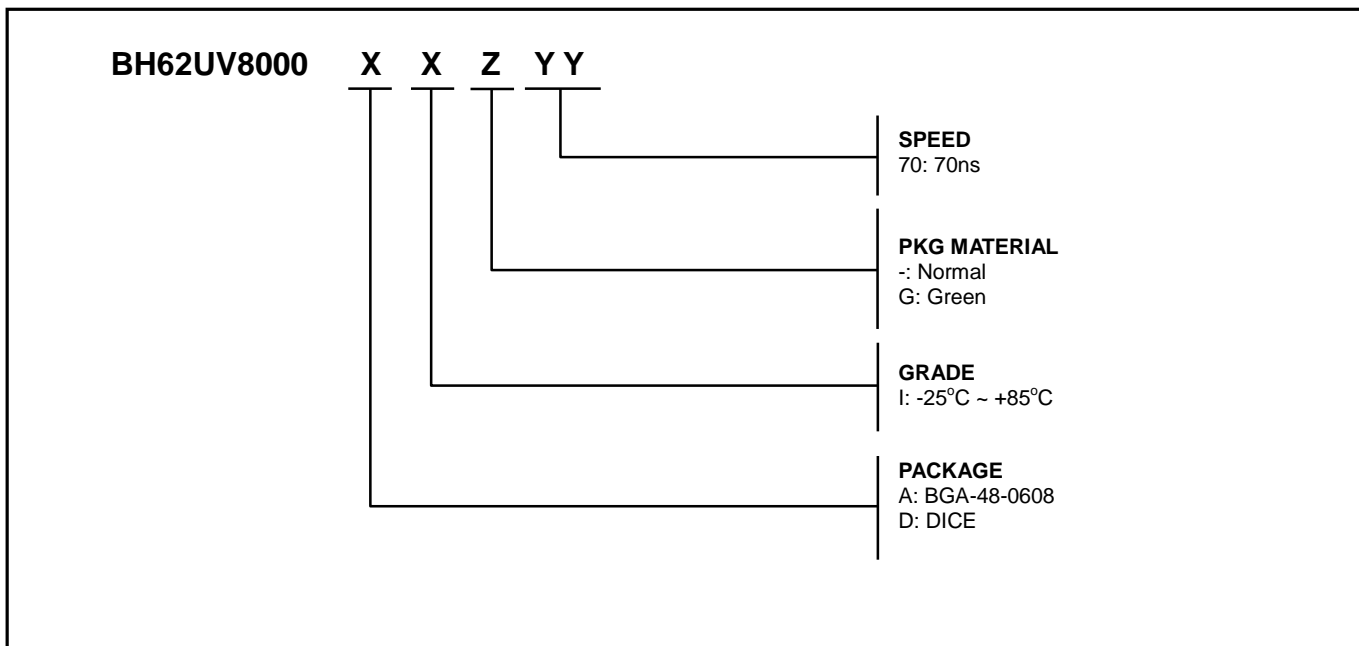 BH62UV8000 X X Z Y Y
SPEED
70: 70ns
PKG MATERIAL
-: Normal
G: Green
GRADE
I: -25°C ~ +85°C
PACKAGE
A: BGA-48-0608
D: DICE